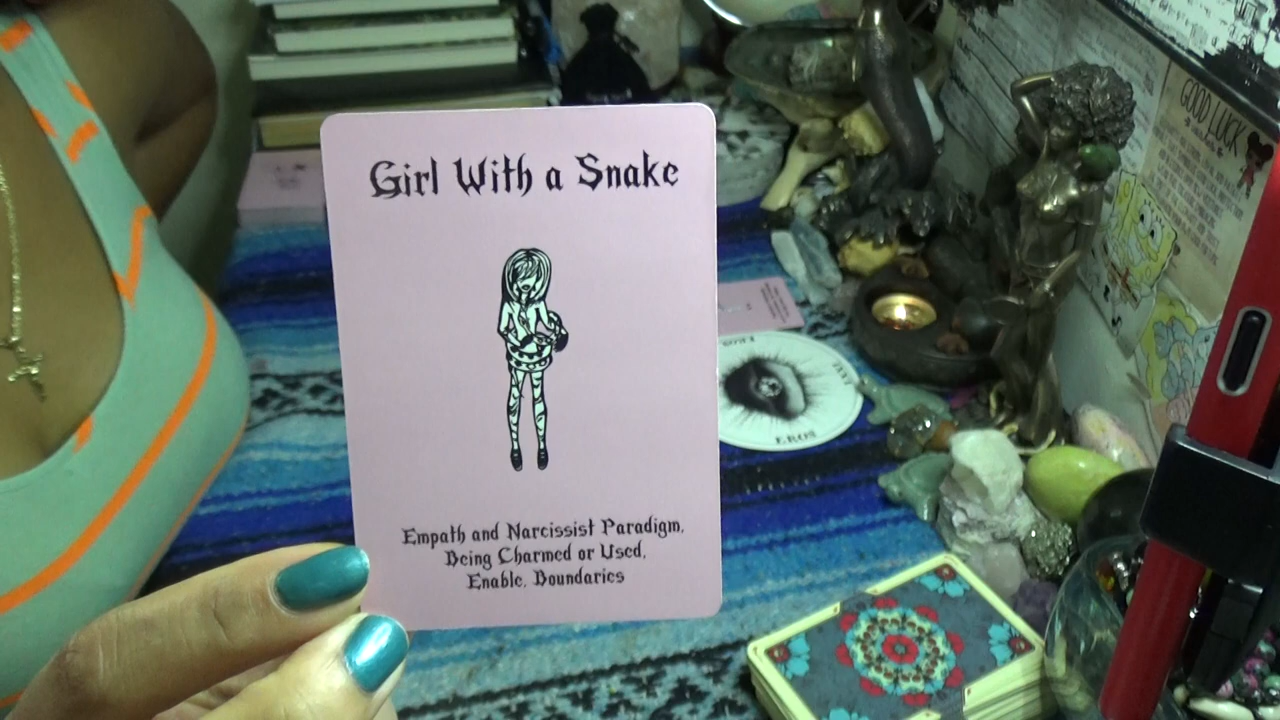 Girl With a Snake
Empath and Narcissist Paradigm,
Being Charmed or Used,
Enable, Boundaries
EROS
GOOD LUCK